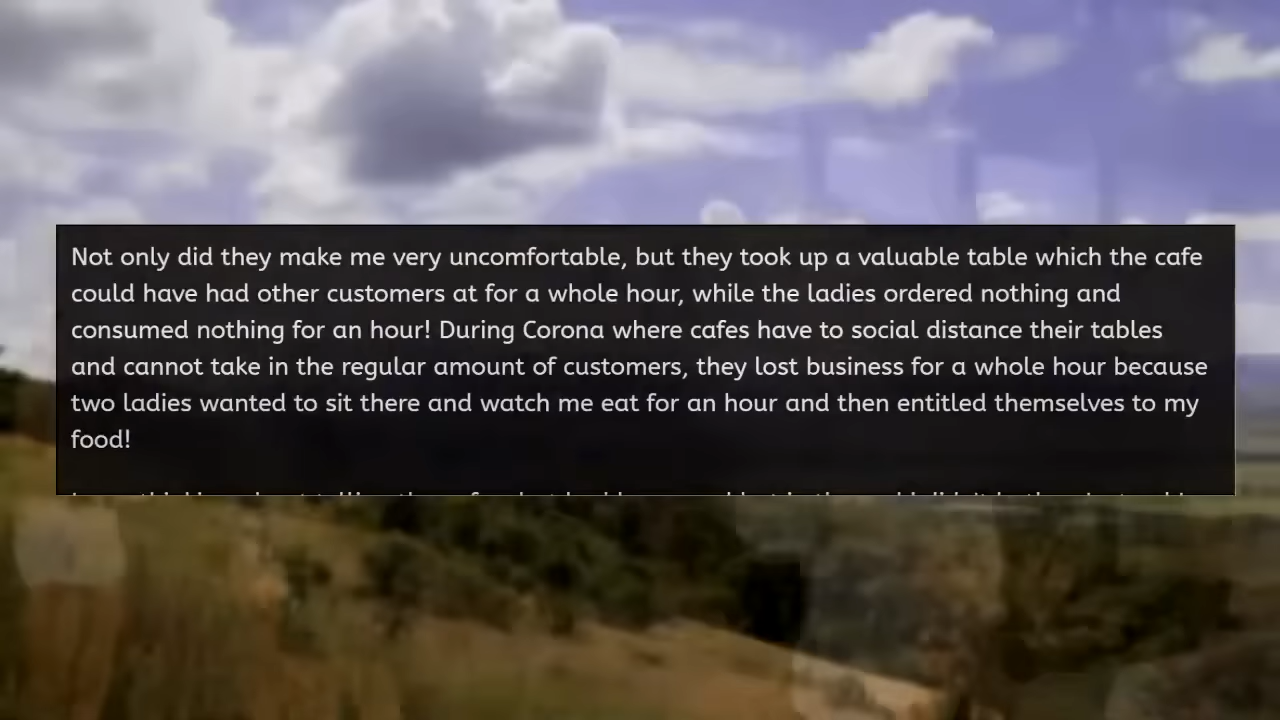 Not only did they make me very uncomfortable, but they took up a valuable table which the cafe
could have had other customers at for a whole hour, while the ladies ordered nothing and
consumed nothing for an hour! During Corona where cafes have to social distance their tables
and cannot take in the regular amount of customers, they lost business for a whole hour because
two ladies wanted to sit there and watch me eat for an hour and then entitled themselves to my
food!